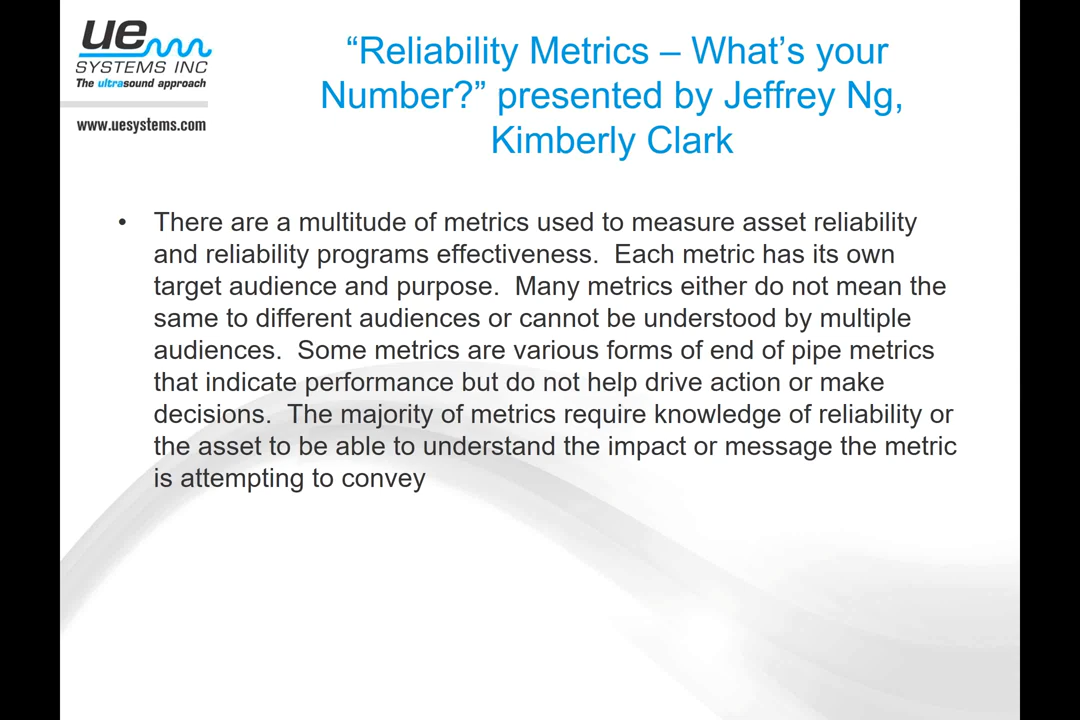 ue
SYSTEMS INC
The ultrasound approach
www.uesystems.com
“Reliability Metrics – What’s your
Number?” presented by Jeffrey Ng,
Kimberly Clark
• There are a multitude of metrics used to measure asset reliability
and reliability programs effectiveness.  Each metric has its own
target audience and purpose.  Many metrics either do not mean the
same to different audiences or cannot be understood by multiple
audiences.  Some metrics are various forms of end of pipe metrics
that indicate performance but do not help drive action or make
decisions.  The majority of metrics require knowledge of reliability or
the asset to be able to understand the impact or message the metric
is attempting to convey